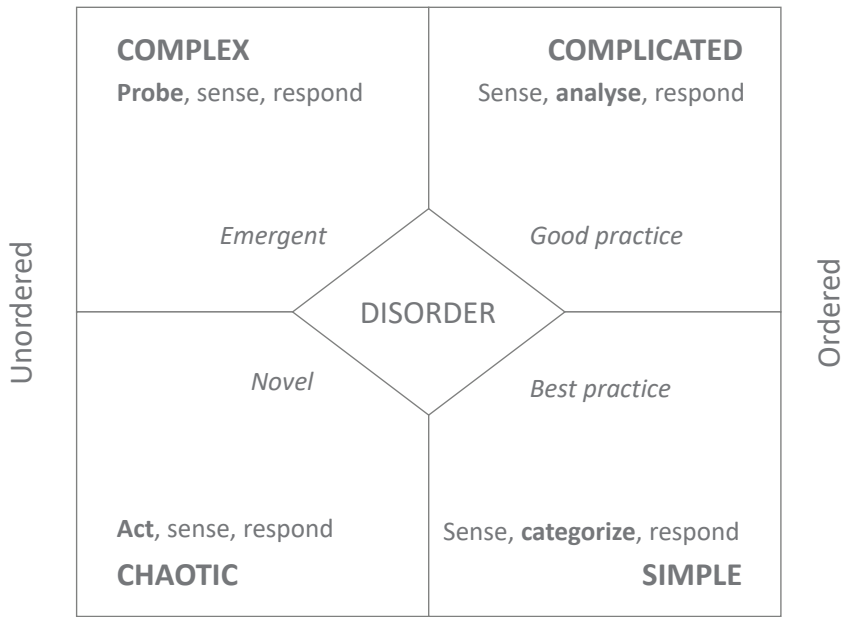 COMPLEX
Probe, sense, respond
COMPLICATED
Sense, analyse, respond
Emergent
Good practice
Unordered
DISORDER
Ordered
Novel
Best practice
Act, sense, respond
CHAOTIC
Sense, categorize, respond
SIMPLE